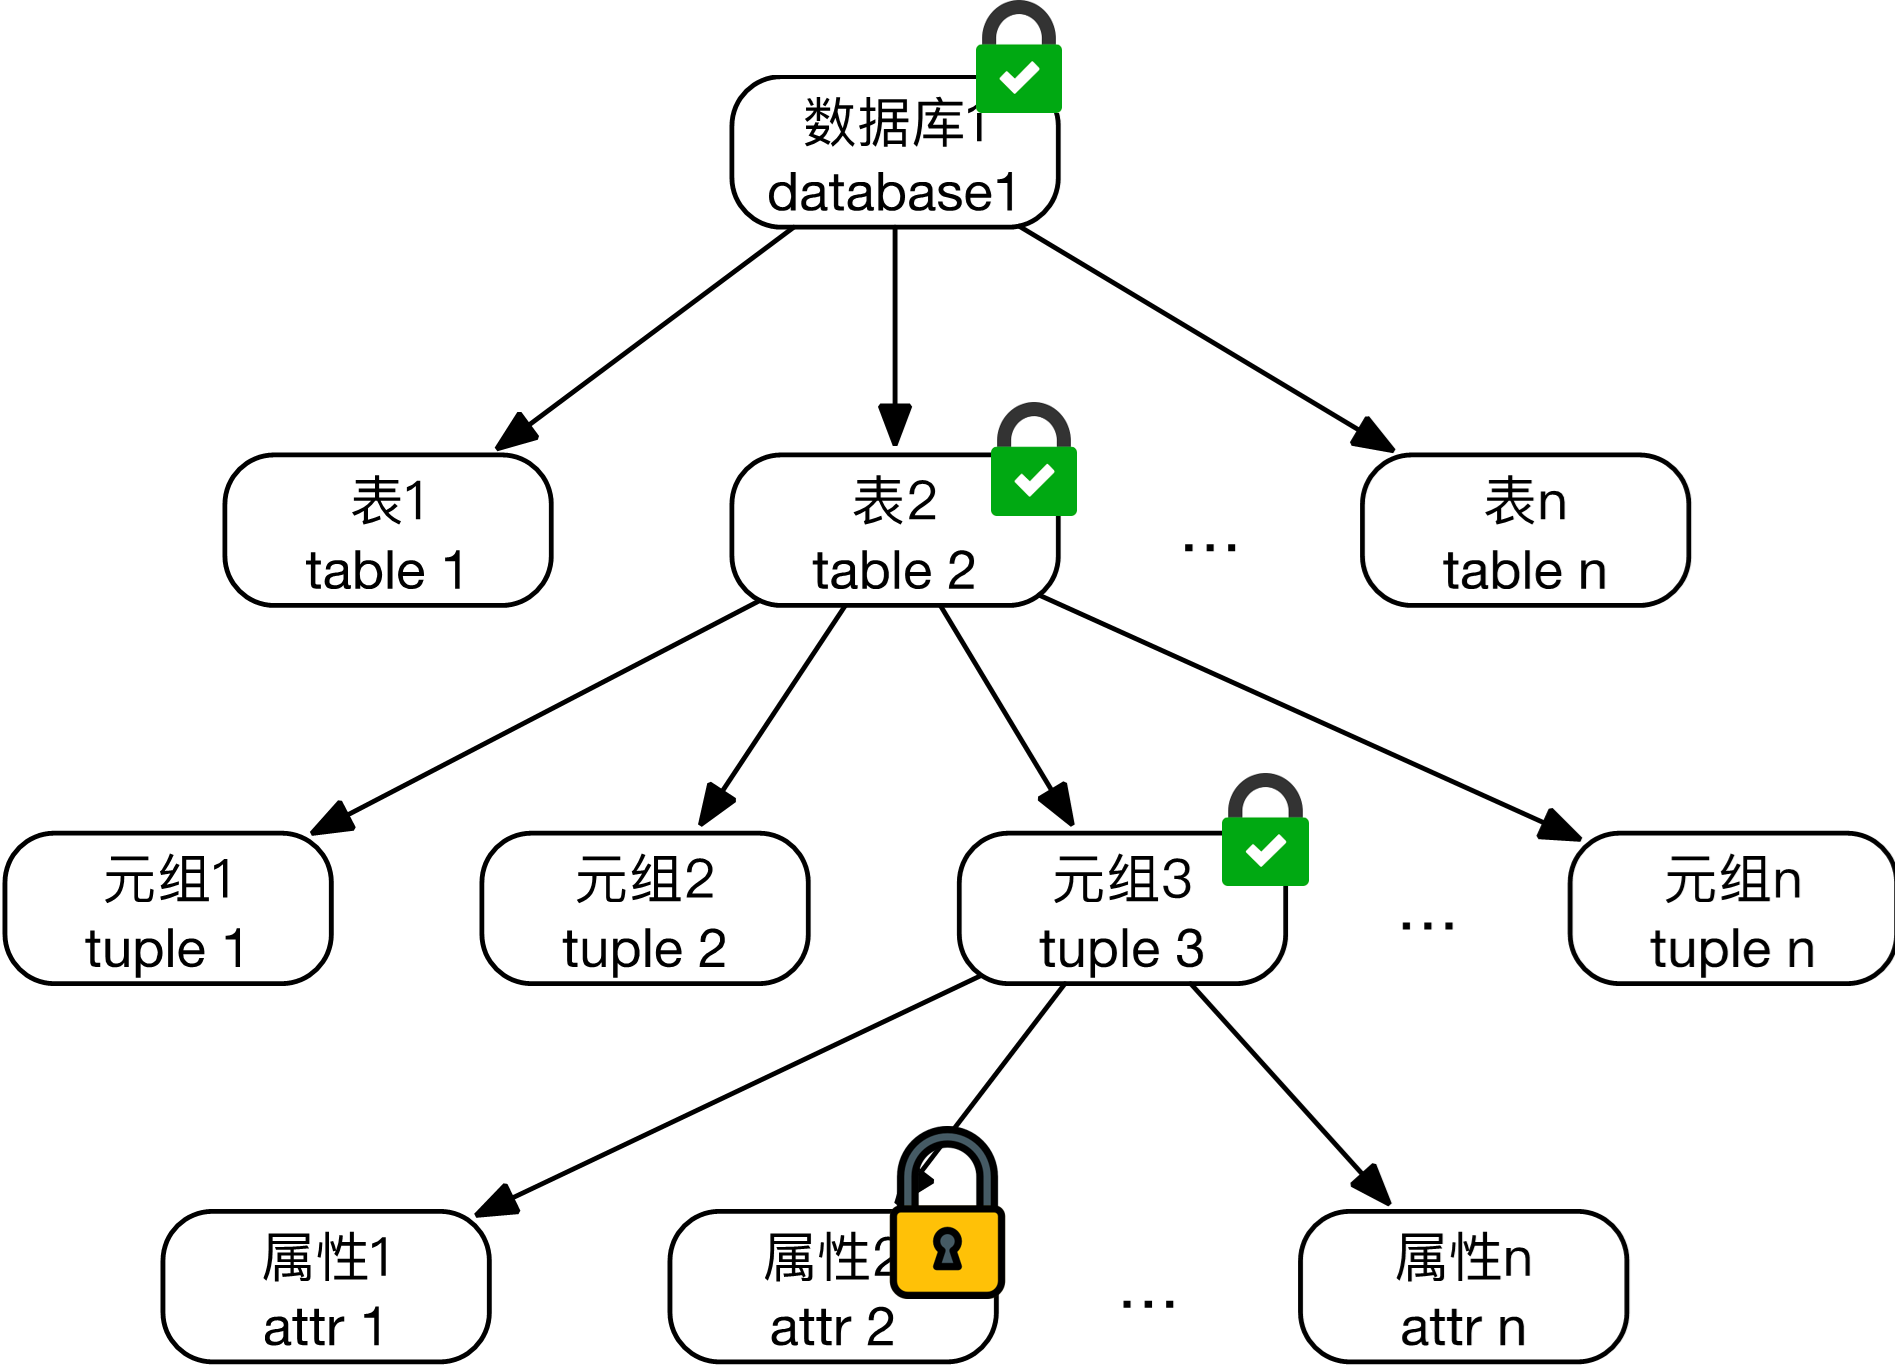 数据库1
database1
表1
table 1
表2
table 2
...
表n
table n
元组1
tuple 1
元组2
tuple 2
元组3
tuple 3
...
元组n
tuple n
属性1
attr 1
属性2
attr 2
...
属性n
attr n